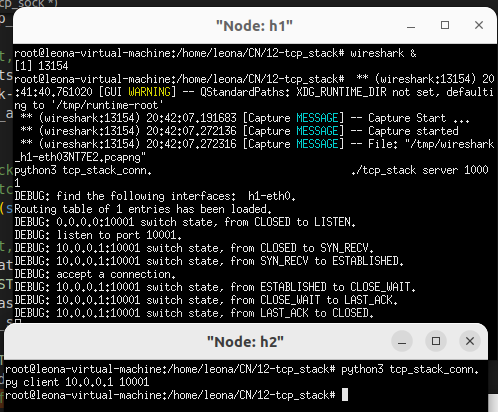 cp_sock *)
"Node: h1"
root@leona-virtual-machine:/home/leona/CN/12-tcp_stack# wireshark &
[1] 13154
root@leona-virtual-machine:/home/leona/CN/12-tcp_stack#  ** (wireshark:13154) 20
:41:40.761020 [GUI WARNING] -- QStandardPaths: XDG_RUNTIME_DIR not set, defaulti
ng to '/tmp/runtime-root'
 ** (wireshark:13154) 20:42:07.191683 [Capture MESSAGE] -- Capture Start ...
 ** (wireshark:13154) 20:42:07.272136 [Capture MESSAGE] -- Capture started
 ** (wireshark:13154) 20:42:07.272316 [Capture MESSAGE] -- File: "/tmp/wireshark
_h1-eth03NT7E2.pcapng"
python3 tcp_stack_conn. ./tcp_stack server 1000
1
DEBUG: find the following interfaces: h1-eth0.
Routing table of 1 entries has been loaded.
DEBUG: 0.0.0.0:10001 switch state, from CLOSED to LISTEN.
DEBUG: listen to port 10001.
DEBUG: 10.0.0.1:10001 switch state, from CLOSED to SYN_RECV.
DEBUG: 10.0.0.1:10001 switch state, from SYN_RECV to ESTABLISHED.
DEBUG: accept a connection.
DEBUG: 10.0.0.1:10001 switch state, from ESTABLISHED to CLOSE_WAIT.
DEBUG: 10.0.0.1:10001 switch state, from CLOSE_WAIT to LAST_ACK.
DEBUG: 10.0.0.1:10001 switch state, from LAST_ACK to CLOSED.
"Node: h2"
root@leona-virtual-machine:/home/leona/CN/12-tcp_stack# python3 tcp_stack_conn.
py client 10.0.0.1 10001
root@leona-virtual-machine:/home/leona/CN/12-tcp_stack#